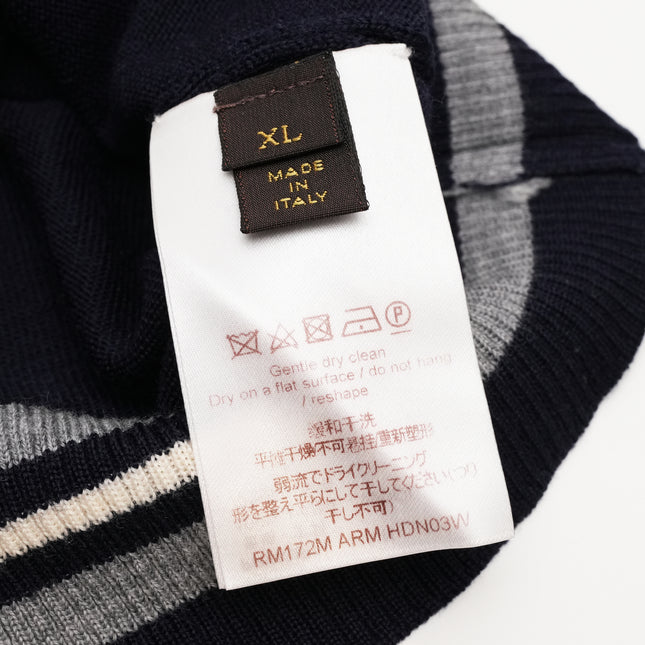 XL
MADE
IN
ITALY
P
Gentle dry clean
Dry on a flat surface / do not hang
/ reshape
缓和干洗
平摊干燥不可悬挂重新塑形
弱流でドライクリーニング
形を整え平らにして干してください(つり
干し不可)
RM172M ARM HDN03W